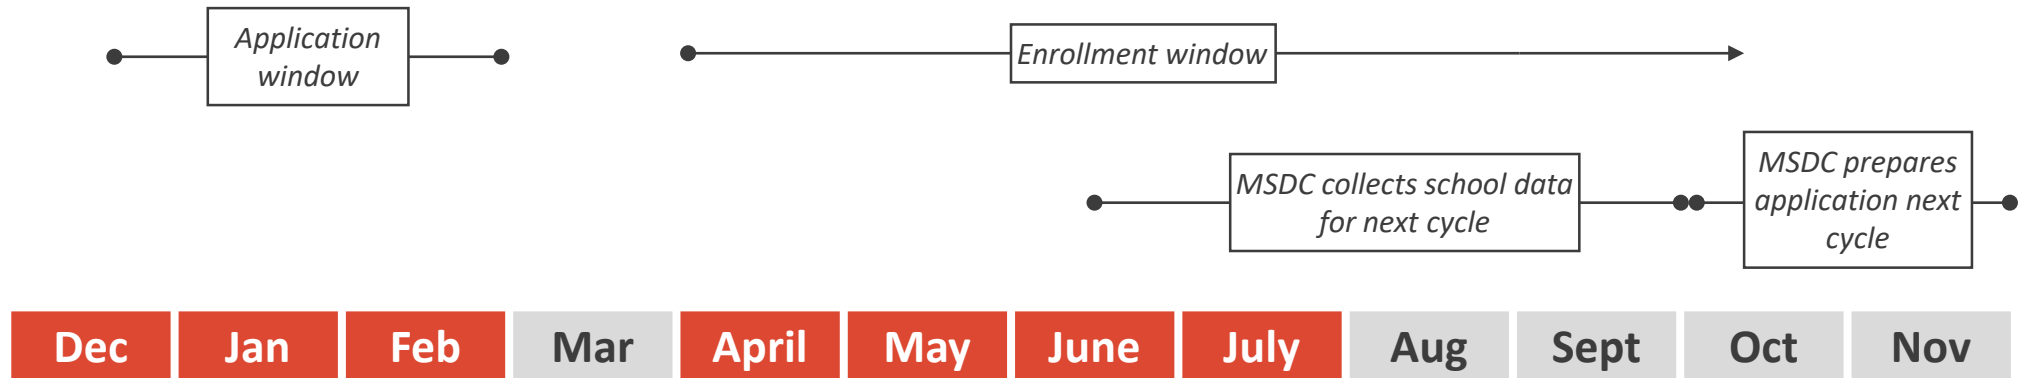 Application
window
Enrollment window
MSDC collects school data
for next cycle
MSDC prepares
application next
cycle
Dec
Jan
Feb
Mar
April
May
June
July
Aug
Sept
Oct
Nov